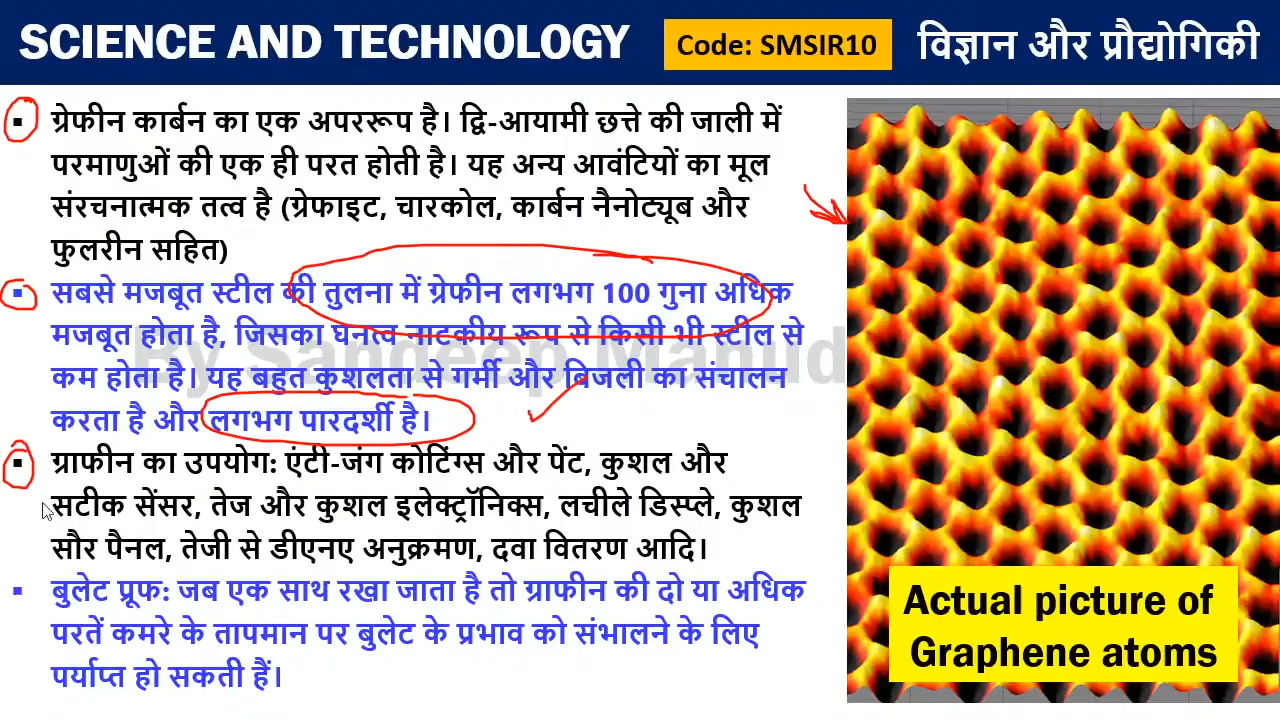 SCIENCE AND TECHNOLOGY
Code: SMSIR10
विज्ञान और प्रौद्योगिकी
ग्रेफीन कार्बन का एक अपररूप है। द्वि-आयामी छत्ते की जाली में
परमाणुओं की एक ही परत होती है। यह अन्य आवंटियों का मूल
संरचनात्मक तत्व है (ग्रेफाइट, चारकोल, कार्बन नैनोट्यूब और
फुलरीन सहित)
सबसे मजबूत स्टील की तुलना में ग्रेफीन लगभग 100 गुना अधिक
मजबूत होता है, जिसका घनत्व नाटकीय रूप से किसी भी स्टील से
By Sandeep Manud
कम होता है। यह बहुत कुशलता से गर्मी और बिजली का संचालन
करता है और लगभग पारदर्शी है।
ग्राफीन का उपयोग: एंटी-जंग कोटिंग्स और पेंट, कुशल और
सटीक सेंसर, तेज और कुशल इलेक्ट्रॉनिक्स, लचीले डिस्प्ले, कुशल
सौर पैनल, तेजी से डीएनए अनुक्रमण, दवा वितरण आदि।
बुलेट प्रूफ: जब एक साथ रखा जाता है तो ग्राफीन की दो या अधिक
परतें कमरे के तापमान पर बुलेट के प्रभाव को संभालने के लिए
पर्याप्त हो सकती हैं।
Actual picture of
Graphene atoms